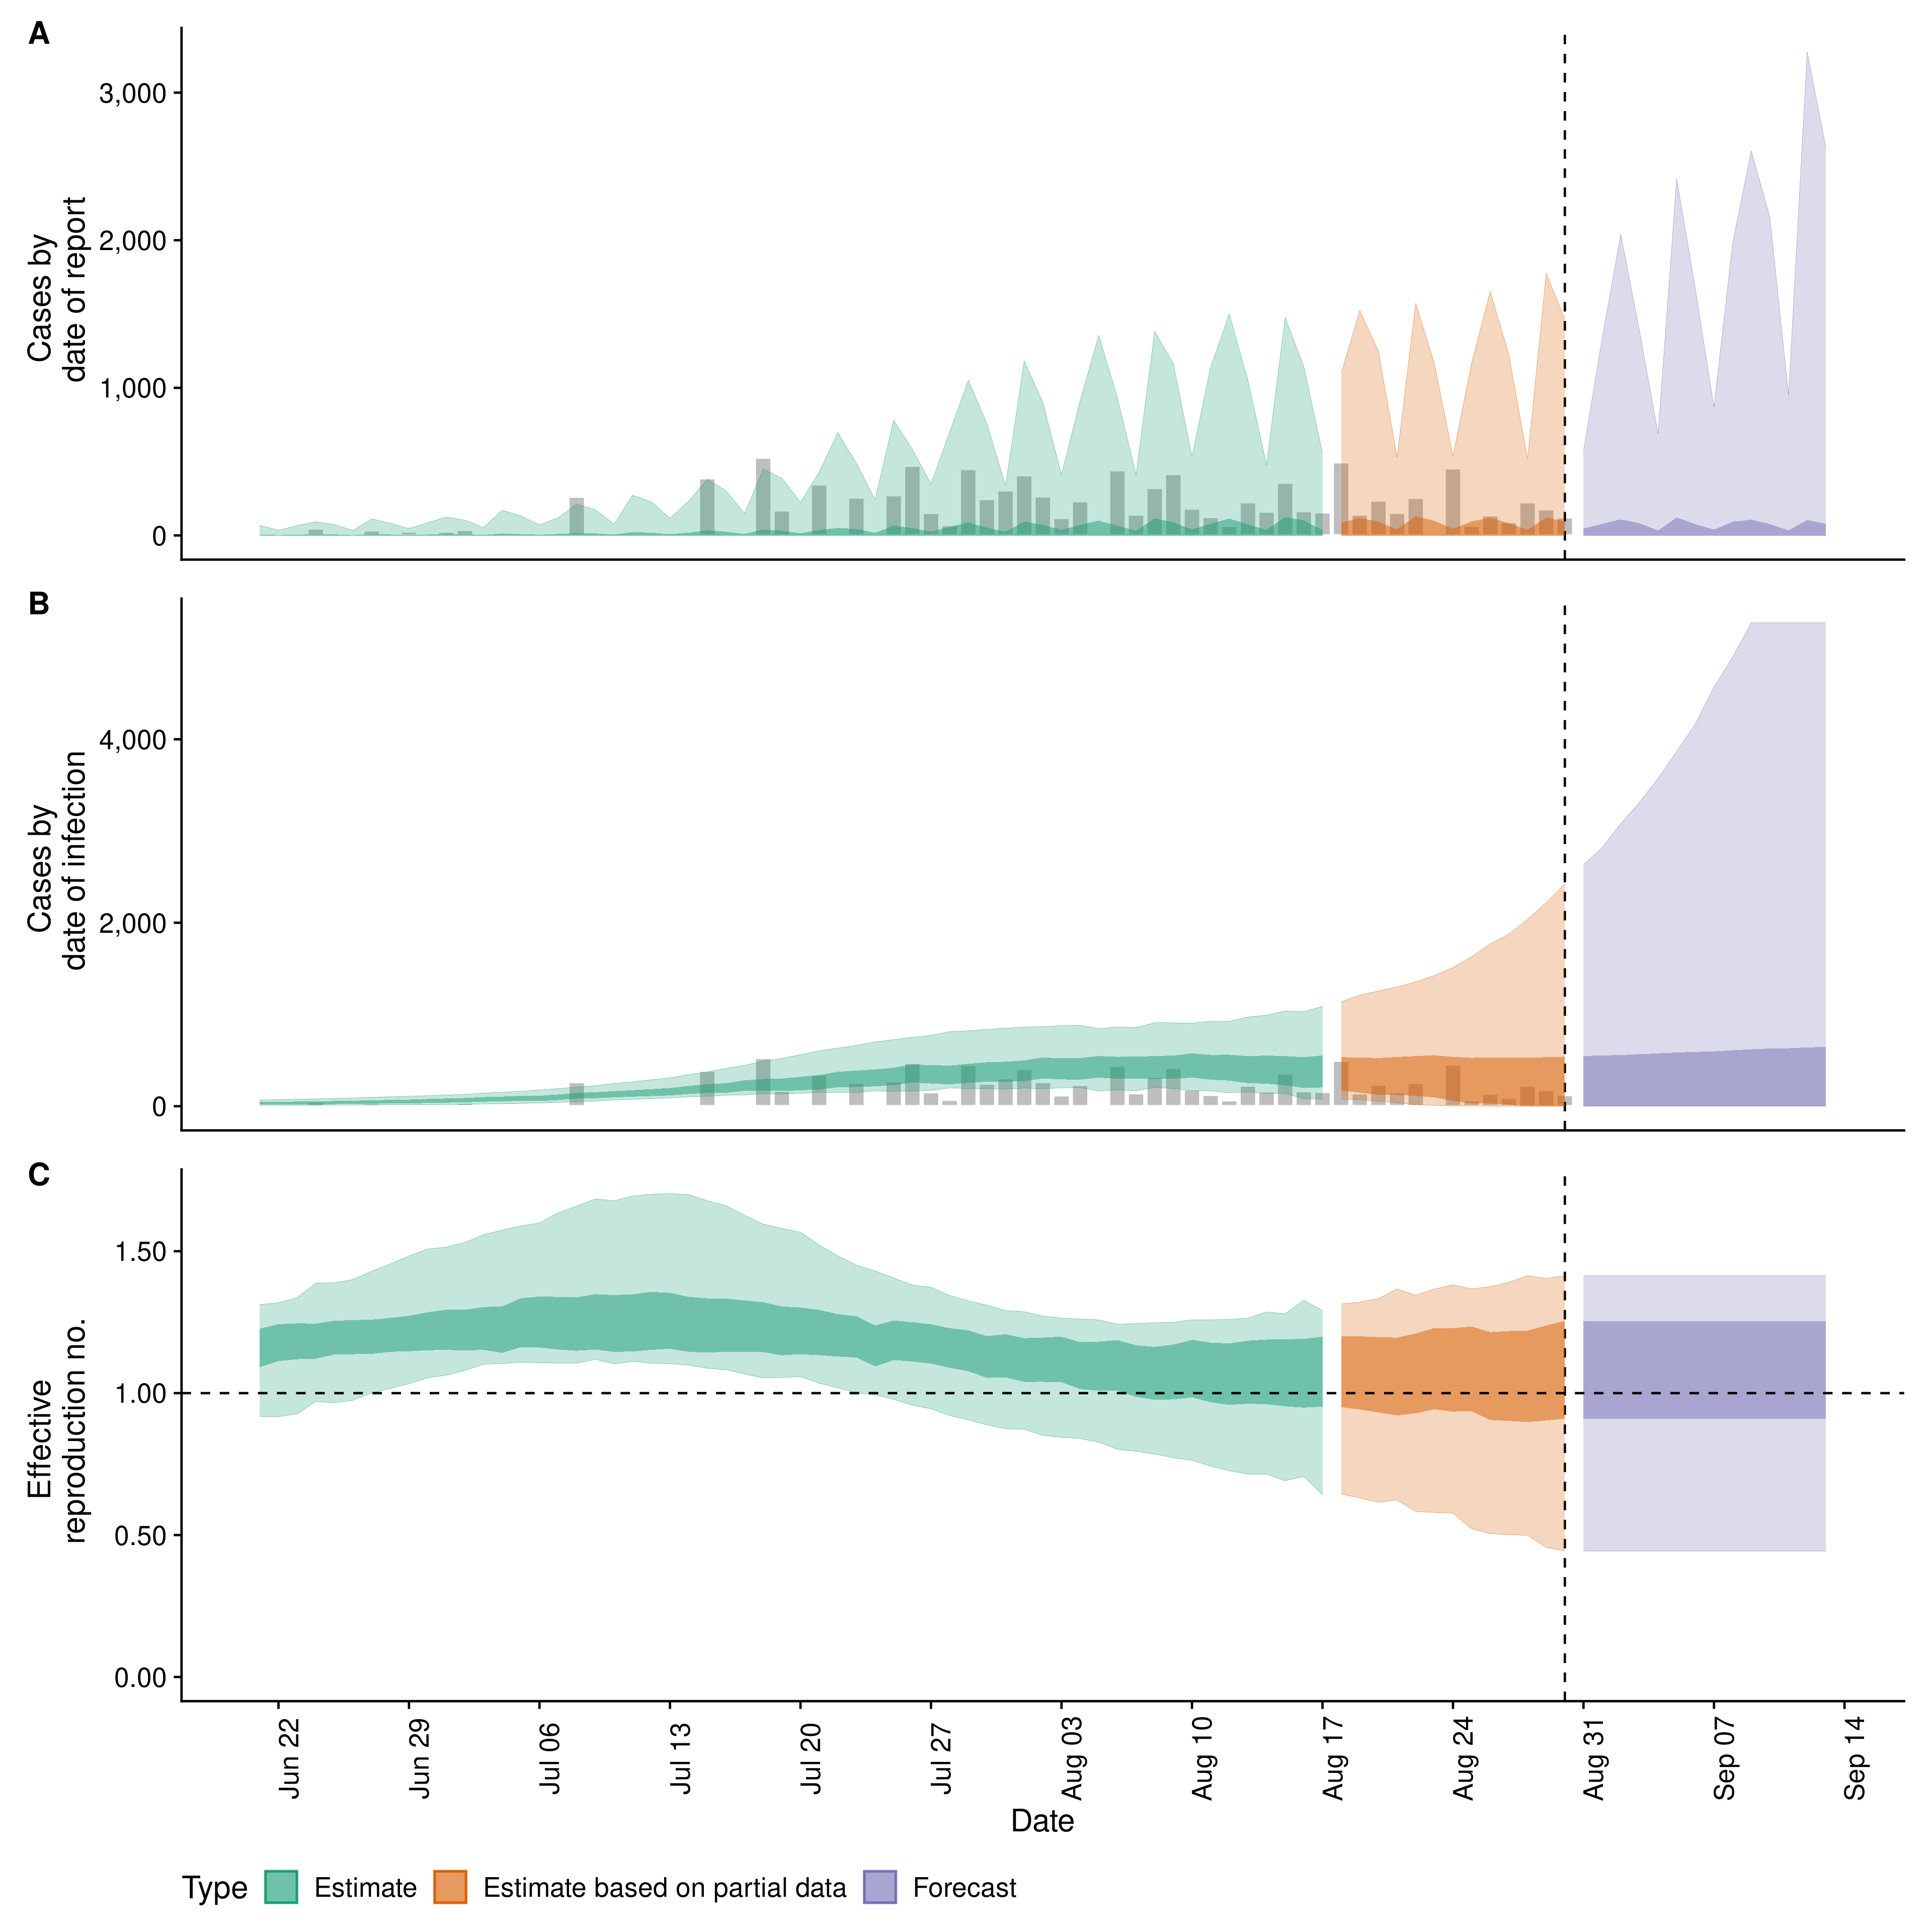 A
Cases by
date of report
3,000
2,000
1,000
0
B
Cases by
date of infection
4,000
2,000
0
C
Effective
reproduction no.
1.50
1.00
0.50
0.00
Jun 22
Jun 29
Jul 06
Jul 13
Jul 20
Jul 27
Aug 03
Aug 10
Aug 17
Aug 24
Aug 31
Sep 07
Sep 14
Date
Type Estimate Estimate based on partial data Forecast